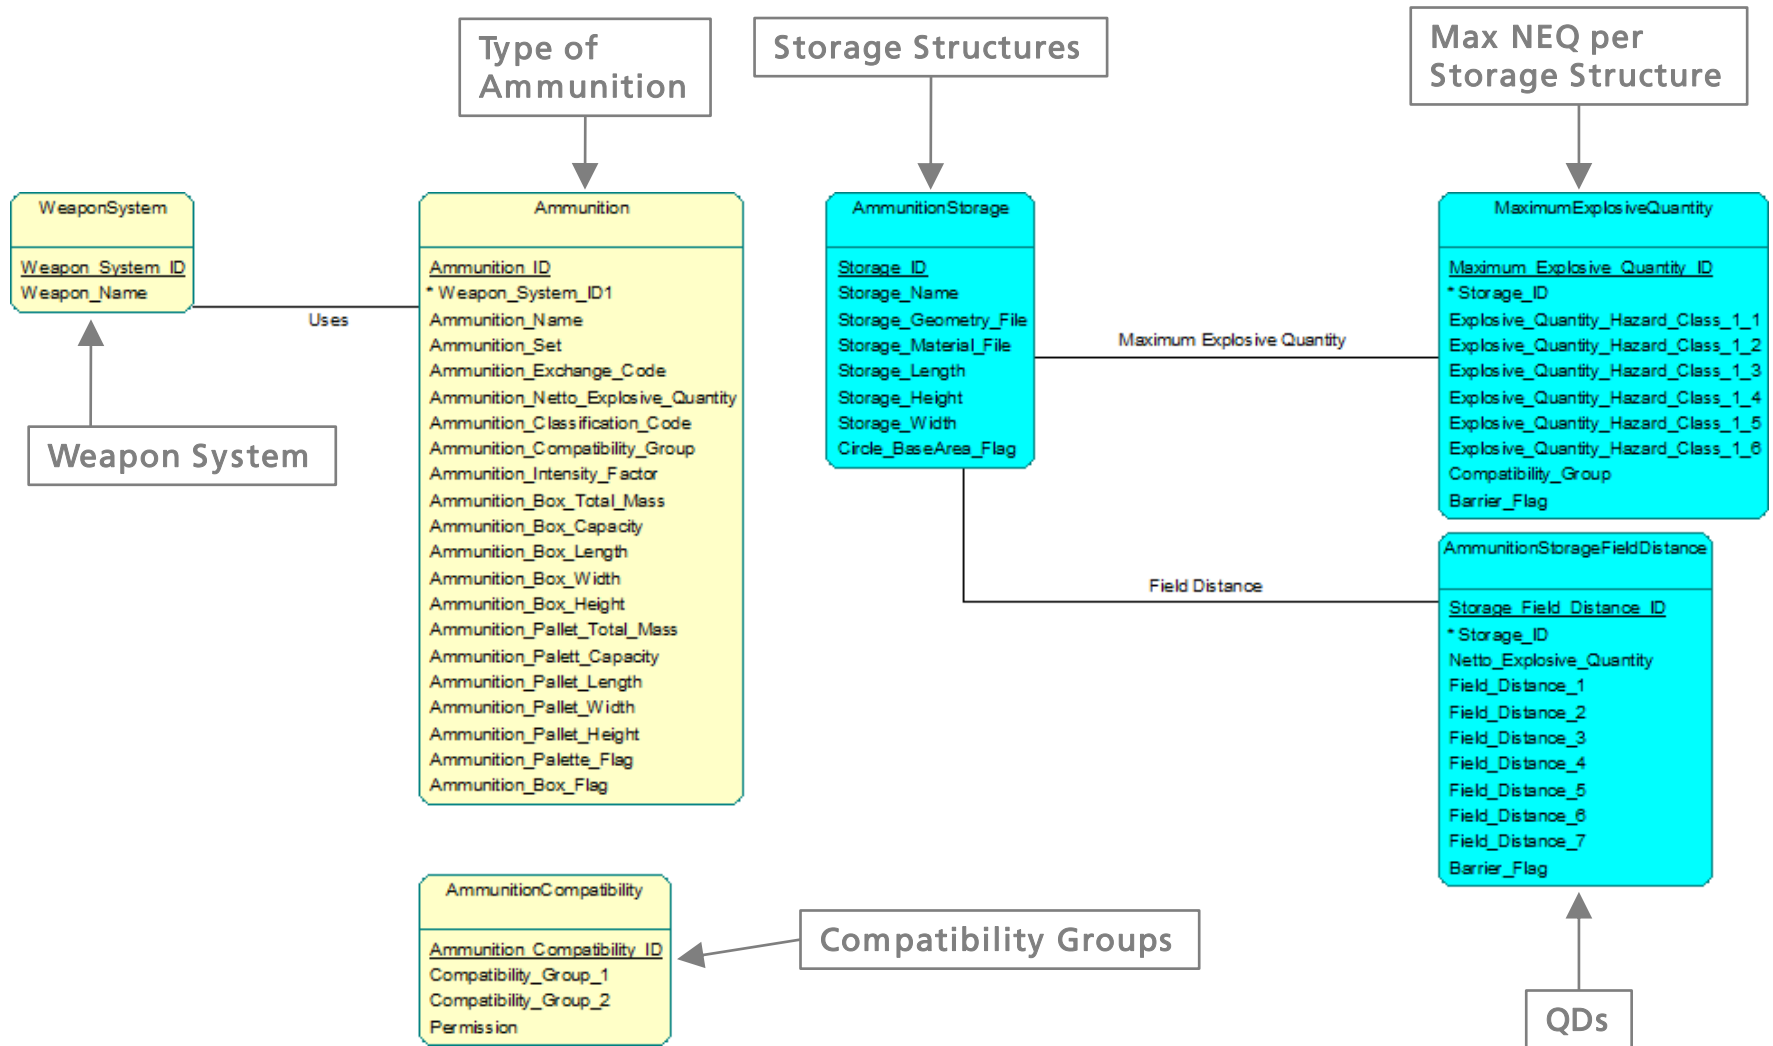 Type of
Ammunition
Storage Structures
Max NEQ per
Storage Structure
WeaponSystem
Weapon_System_ID
Weapon_Name
Weapon System
Uses
Ammunition
Ammunition_ID
* Weapon_System_ID1
Ammunition_Name
Ammunition_Set
Ammunition_Exchange_Code
Ammunition_Netto_Explosive_Quantity
Ammunition_Classification_Code
Ammunition_Compatibility_Group
Ammunition_Intensity_Factor
Ammunition_Box_Total_Mass
Ammunition_Box_Capacity
Ammunition_Box_Length
Ammunition_Box_Width
Ammunition_Box_Height
Ammunition_Pallet_Total_Mass
Ammunition_Palett_Capacity
Ammunition_Pallet_Length
Ammunition_Pallet_Width
Ammunition_Pallet_Height
Ammunition_Palette_Flag
Ammunition_Box_Flag
AmmunitionStorage
Storage_ID
Storage_Name
Storage_Geometry_File
Storage_Material_File
Storage_Length
Storage_Height
Storage_Width
Circle_BaseArea_Flag
Maximum Explosive Quantity
MaximumExplosiveQuantity
Maximum_Explosive_Quantity_ID
* Storage_ID
Explosive_Quantity_Hazard_Class_1_1
Explosive_Quantity_Hazard_Class_1_2
Explosive_Quantity_Hazard_Class_1_3
Explosive_Quantity_Hazard_Class_1_4
Explosive_Quantity_Hazard_Class_1_5
Explosive_Quantity_Hazard_Class_1_6
Compatibility_Group
Barrier_Flag
Field Distance
AmmunitionStorageFieldDistance
Storage_Field_Distance_ID
* Storage_ID
Netto_Explosive_Quantity
Field_Distance_1
Field_Distance_2
Field_Distance_3
Field_Distance_4
Field_Distance_5
Field_Distance_6
Field_Distance_7
Barrier_Flag
AmmunitionCompatibility
Ammunition_Compatibility_ID
Compatibility_Group_1
Compatibility_Group_2
Permission
Compatibility Groups
QDs